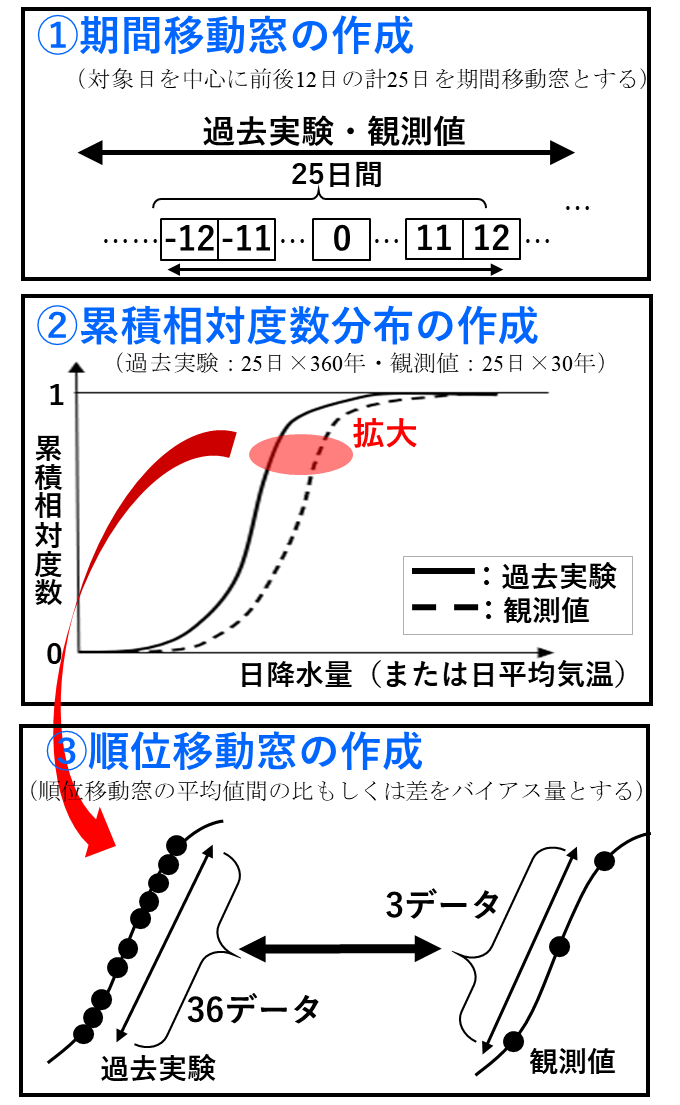 ①期間移動窓の作成
（対象日を中心に前後12日の計25日を期間移動窓とする）
過去実験・観測値
25日間
…
……-12 -11 … 0 … 11 12 …
②累積相対度数分布の作成
（過去実験：25日×360年・観測値：25日×30年）
1
拡大
累積相対度数
：過去実験
：観測値
0
日降水量（または日平均気温）
③順位移動窓の作成
（順位移動窓の平均値間の比もしくは差をバイアス量とする）
3データ
36データ
観測値
過去実験